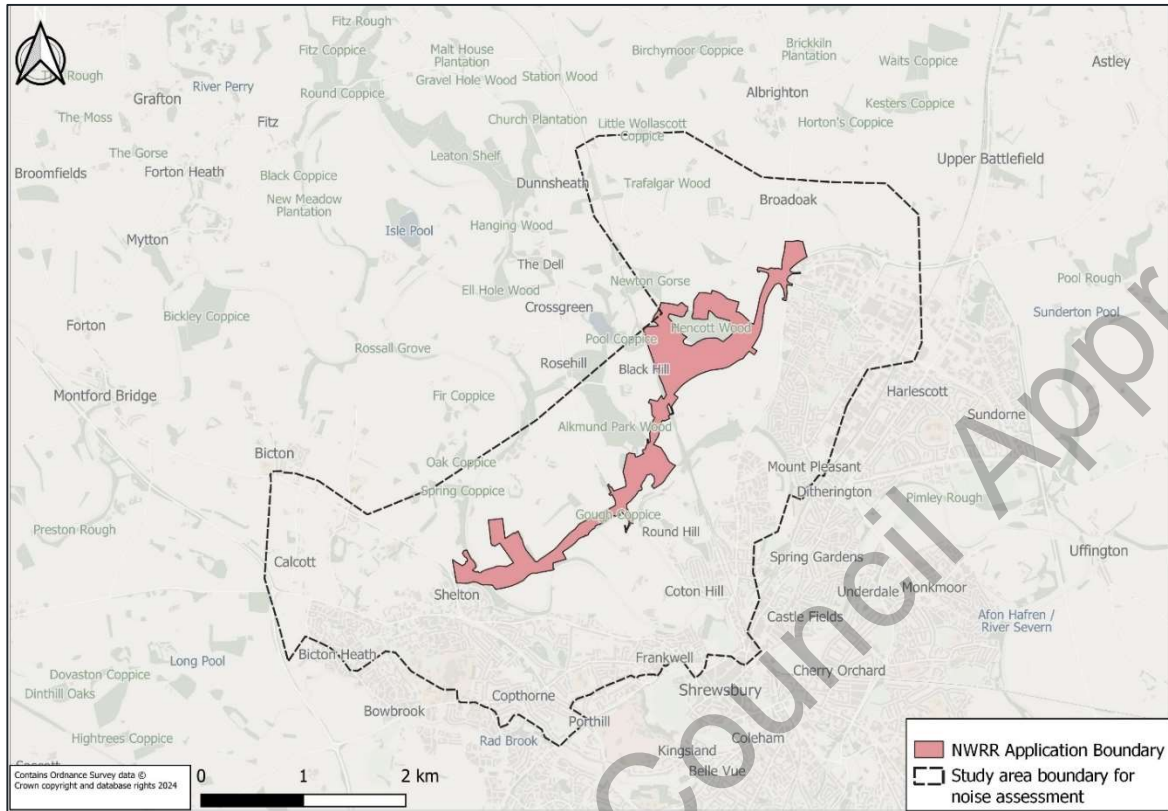 N
Fitz Rough
Fitz Coppice
Malt House
Plantation
Gravel Hole Wood
Station Wood
Birchymoor Coppice
Brickkiln
Plantation
Waits Coppice
Astley
Rough
River Perry
Round Coppice
Grafton
Albrighton
Kesters Coppice
The Moss
Fitz
Church Plantation
Little Wollascott
Coppice
Horton's Coppice
The Gorse
Forton Heath
Broomfields
Black Coppice
Leaton Shelf
Dunnsheath
Trafalgar Wood
Upper Battlefield
New Meadow
Plantation
Broadoak
Isle Pool
Hanging Wood
Mytton
The Dell
Ell Hole Wood
Newton Gorse
Pool Rough
Crossgreen
Sunderton Pool
Forton
Bickley Coppice
Rossall Grove
Pool Coppice
Hencott Wood
Rosehill
Black Hill
Montford Bridge
Fir Coppice
Harlescott
Sundorne
Alkmund Park Wood
Bicton
Oak Coppice
Spring Coppice
Mount Pleasant
Ditherington
Pimley Rough
Preston Rough
Gough Coppice
Round Hill
Uffington
Calcott
Spring Gardens
Shelton
Coton Hill
Underdale
Monkmoor
Castle Fields
Afon Hafren /
River Severn
Long Pool
Bicton Heath
Frankwell
Cherry Orchard
Dovaston Coppice
Dinthill Oaks
Copthorne
Shrewsbury
Bowbrook
Porthill
Hightrees Coppice
Rad Brook
Kingsland
Coleham
Belle Vue
Council Appr
NWRR Application Boundary
Study area boundary for
noise assessment
Contains Ordnance Survey data ©
Crown copyright and database rights 2024
0 1 2 km